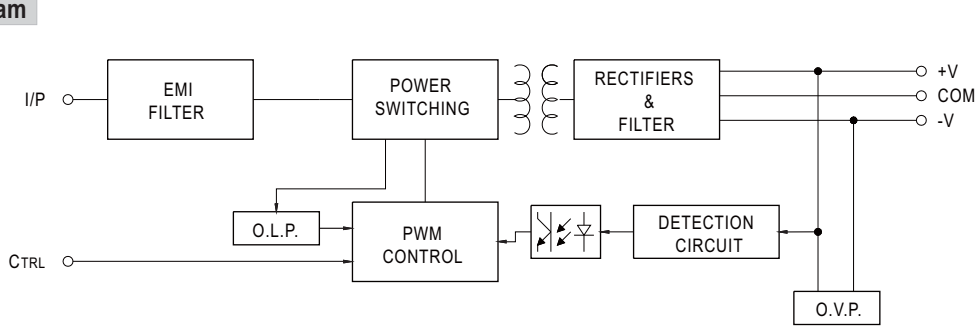 am
I/P
EMI
FILTER
POWER
SWITCHING
RECTIFIERS
&
FILTER
+V
COM
-V
O.L.P.
PWM
CONTROL
DETECTION
CIRCUIT
CTRL
O.V.P.